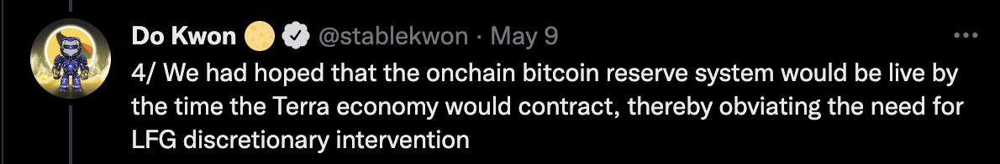 Do Kwon 🌕 @stablekwon · May 9
4/ We had hoped that the onchain bitcoin reserve system would be live by
the time the Terra economy would contract, thereby obviating the need for
LFG discretionary intervention